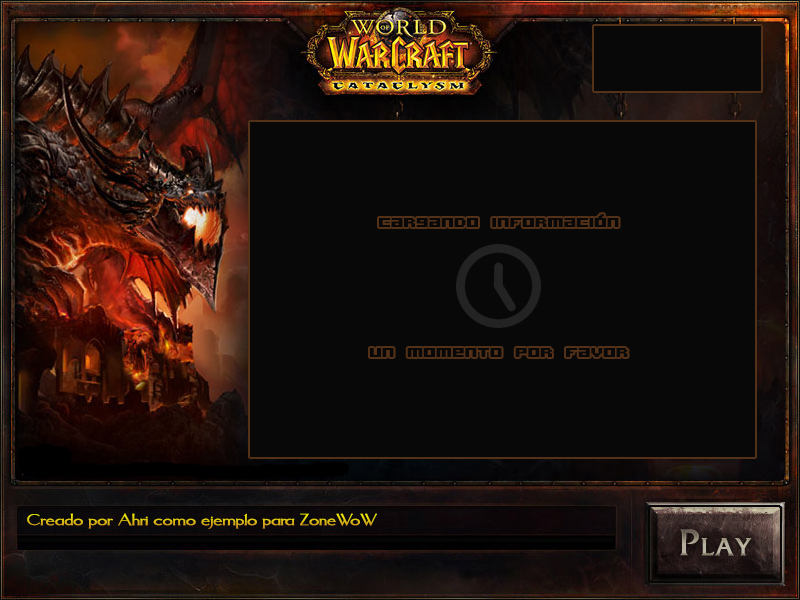 WORLD
OF
WARCRAFT
CATACLYSM
CARGANDO INFORMACIÓN
UN MOMENTO POR FAVOR
Creado por Ahri como ejemplo para ZoneWoW
PLAY